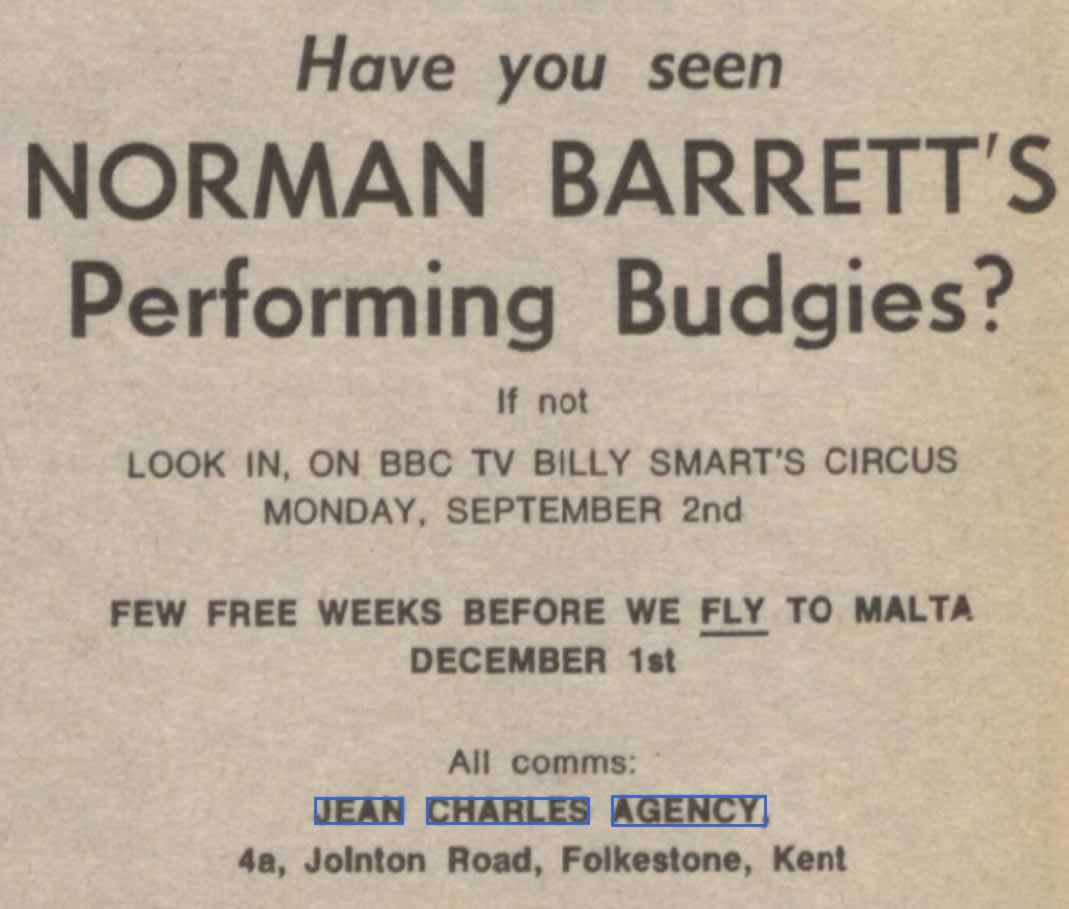 Have you seen
NORMAN BARRETT'S
Performing Budgies?
If not
LOOK IN, ON BBC TV BILLY SMART'S CIRCUS
MONDAY, SEPTEMBER 2nd
FEW FREE WEEKS BEFORE WE FLY TO MALTA
DECEMBER 1st
All comms:
JEAN CHARLES AGENCY,
4a, Jointon Road, Folkestone, Kent